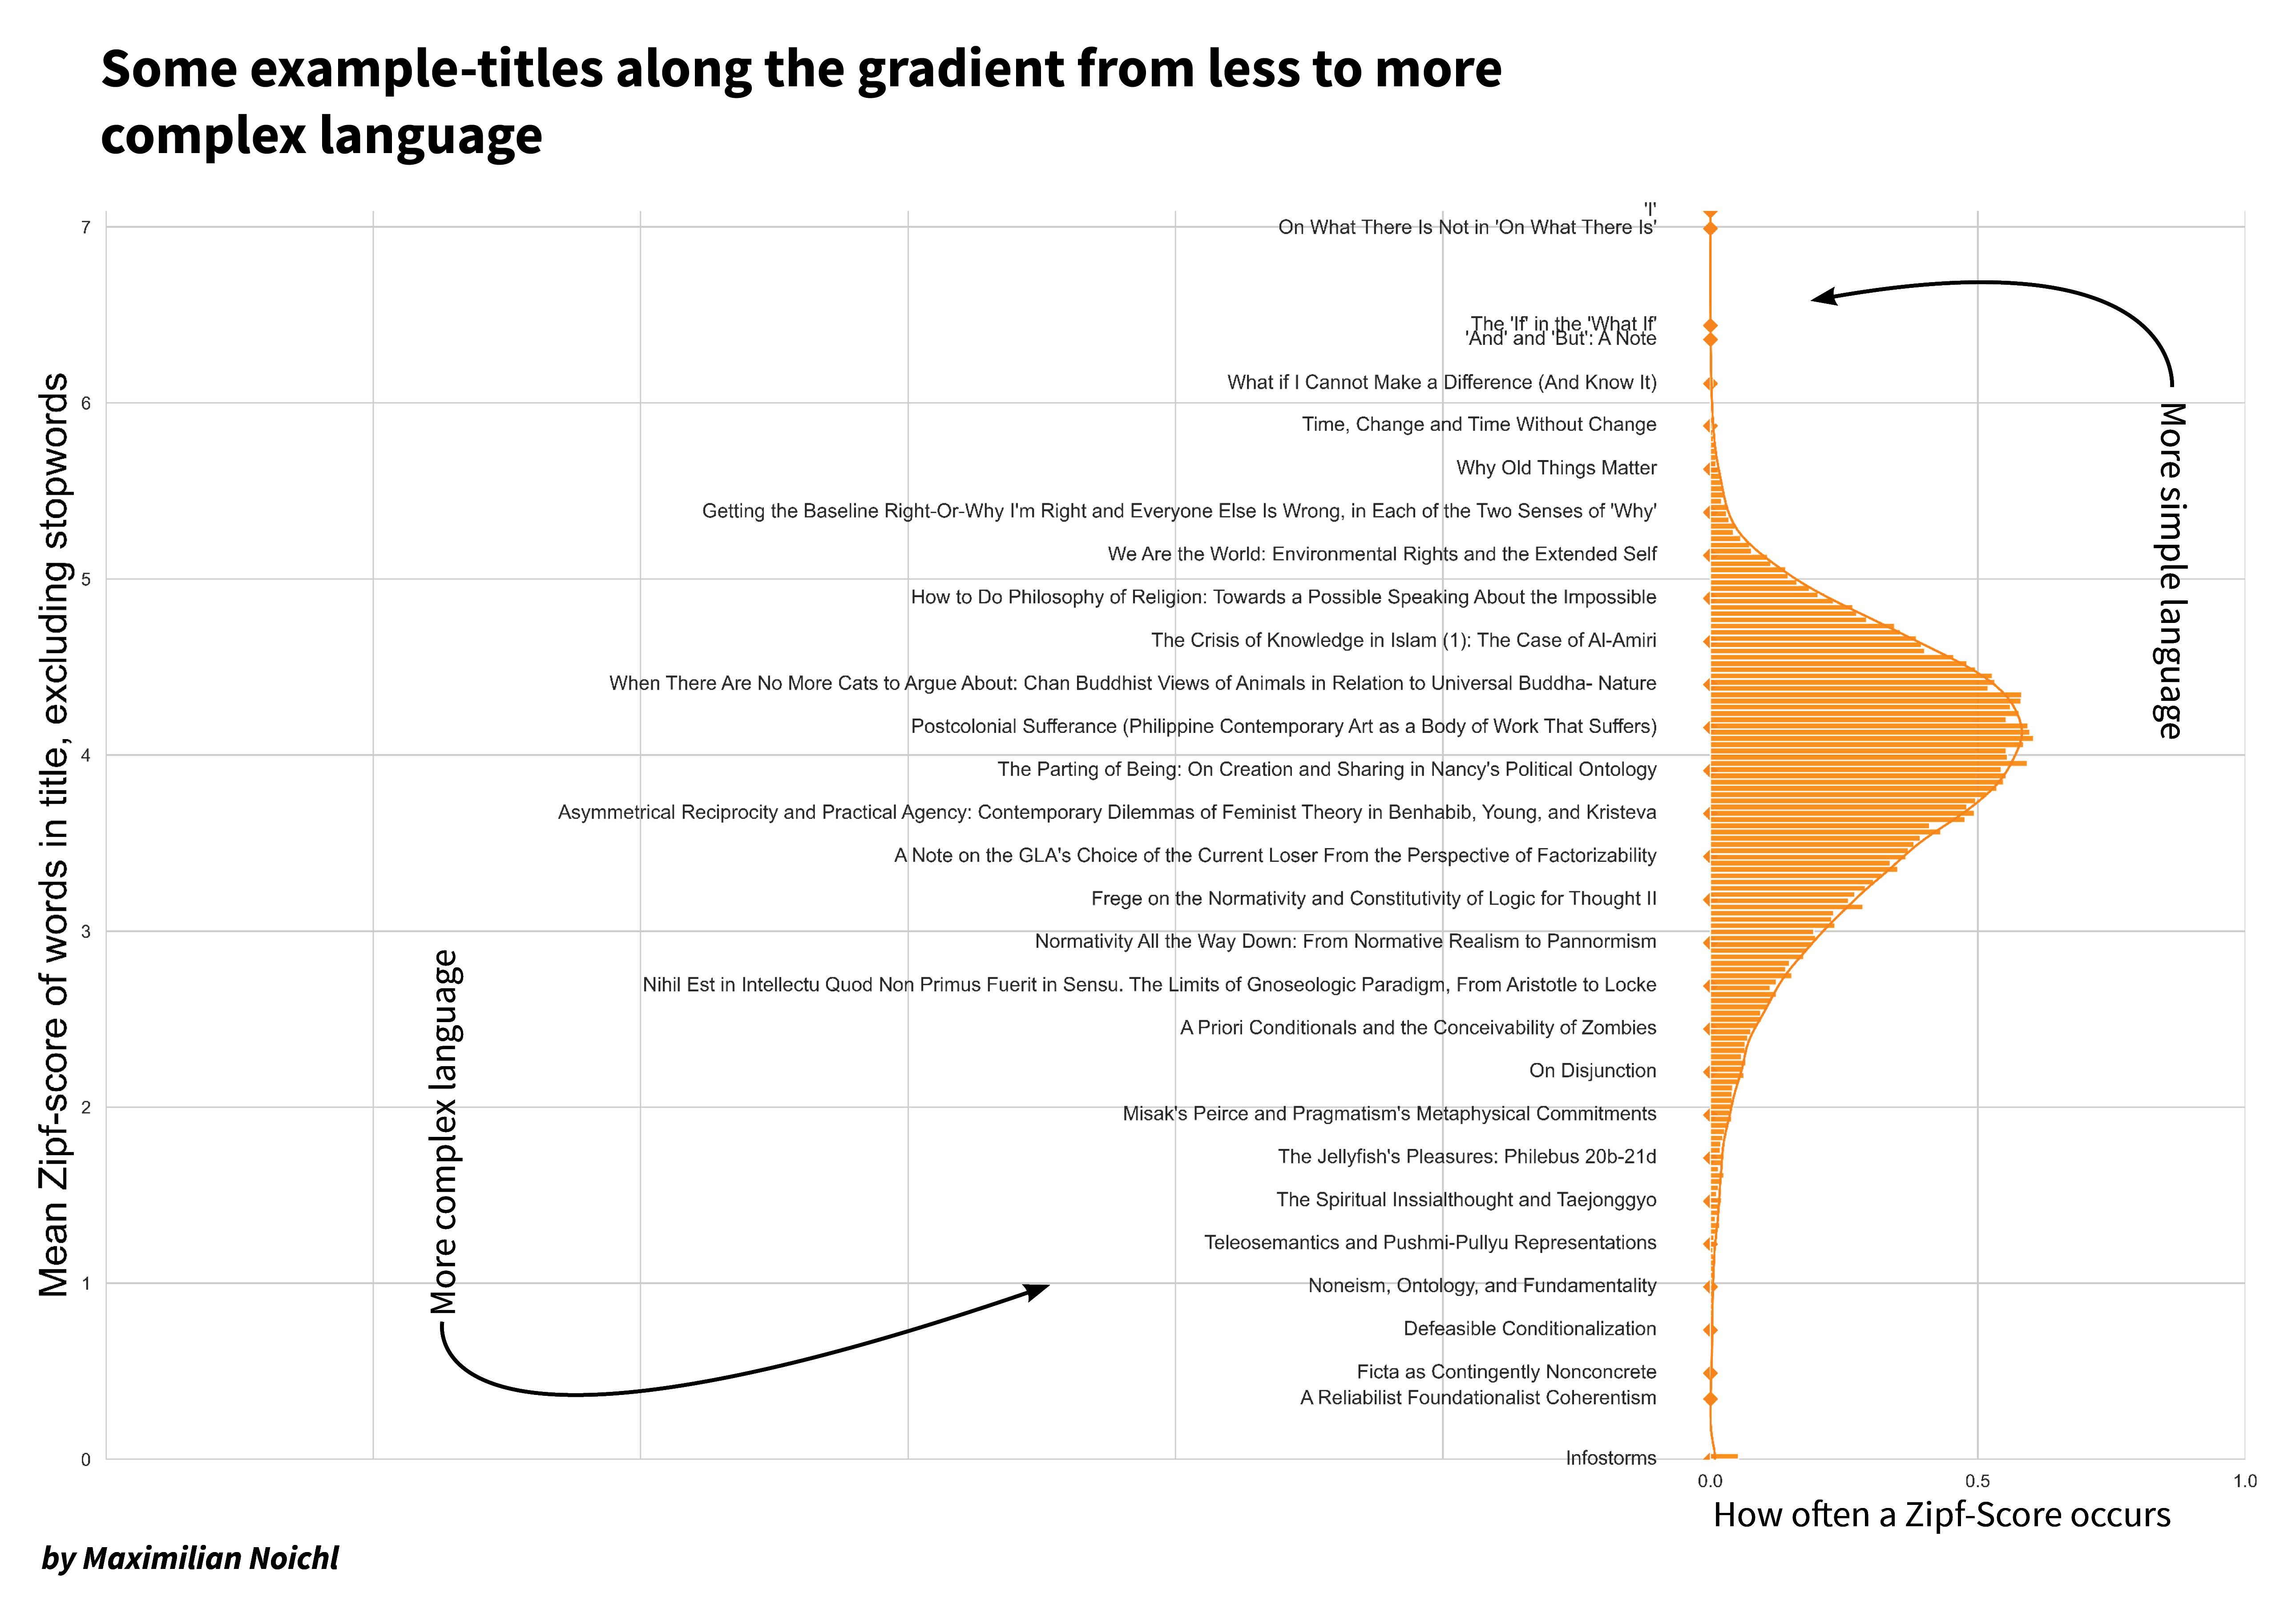 Some example-titles along the gradient from less to more
complex language
Mean Zipf-score of words in title, excluding stopwords
7
6
5
4
3
2
1
0
'I'
On What There Is Not in 'On What There Is'
The 'If' in the 'What If'
'And' and 'But': A Note
What if I Cannot Make a Difference (And Know It)
Time, Change and Time Without Change
Why Old Things Matter
Getting the Baseline Right-Or-Why I'm Right and Everyone Else Is Wrong, in Each of the Two Senses of 'Why'
We Are the World: Environmental Rights and the Extended Self
How to Do Philosophy of Religion: Towards a Possible Speaking About the Impossible
The Crisis of Knowledge in Islam (1): The Case of Al-Amiri
When There Are No More Cats to Argue About: Chan Buddhist Views of Animals in Relation to Universal Buddha- Nature
Postcolonial Sufferance (Philippine Contemporary Art as a Body of Work That Suffers)
The Parting of Being: On Creation and Sharing in Nancy's Political Ontology
Asymmetrical Reciprocity and Practical Agency: Contemporary Dilemmas of Feminist Theory in Benhabib, Young, and Kristeva
A Note on the GLA's Choice of the Current Loser From the Perspective of Factorizability
Frege on the Normativity and Constitutivity of Logic for Thought II
Normativity All the Way Down: From Normative Realism to Pannormism
Nihil Est in Intellectu Quod Non Primus Fuerit in Sensu. The Limits of Gnoseologic Paradigm, From Aristotle to Locke
A Priori Conditionals and the Conceivability of Zombies
On Disjunction
Misak's Peirce and Pragmatism's Metaphysical Commitments
The Jellyfish's Pleasures: Philebus 20b-21d
The Spiritual Inssialthought and Taejonggyo
Teleosemantics and Pushmi-Pullyu Representations
Noneism, Ontology, and Fundamentality
Defeasible Conditionalization
Ficta as Contingently Nonconcrete
A Reliabilist Foundationalist Coherentism
Infostorms
More simple language
More complex language
0.0
0.5
1.0
How often a Zipf-Score occurs
by Maximilian Noichl